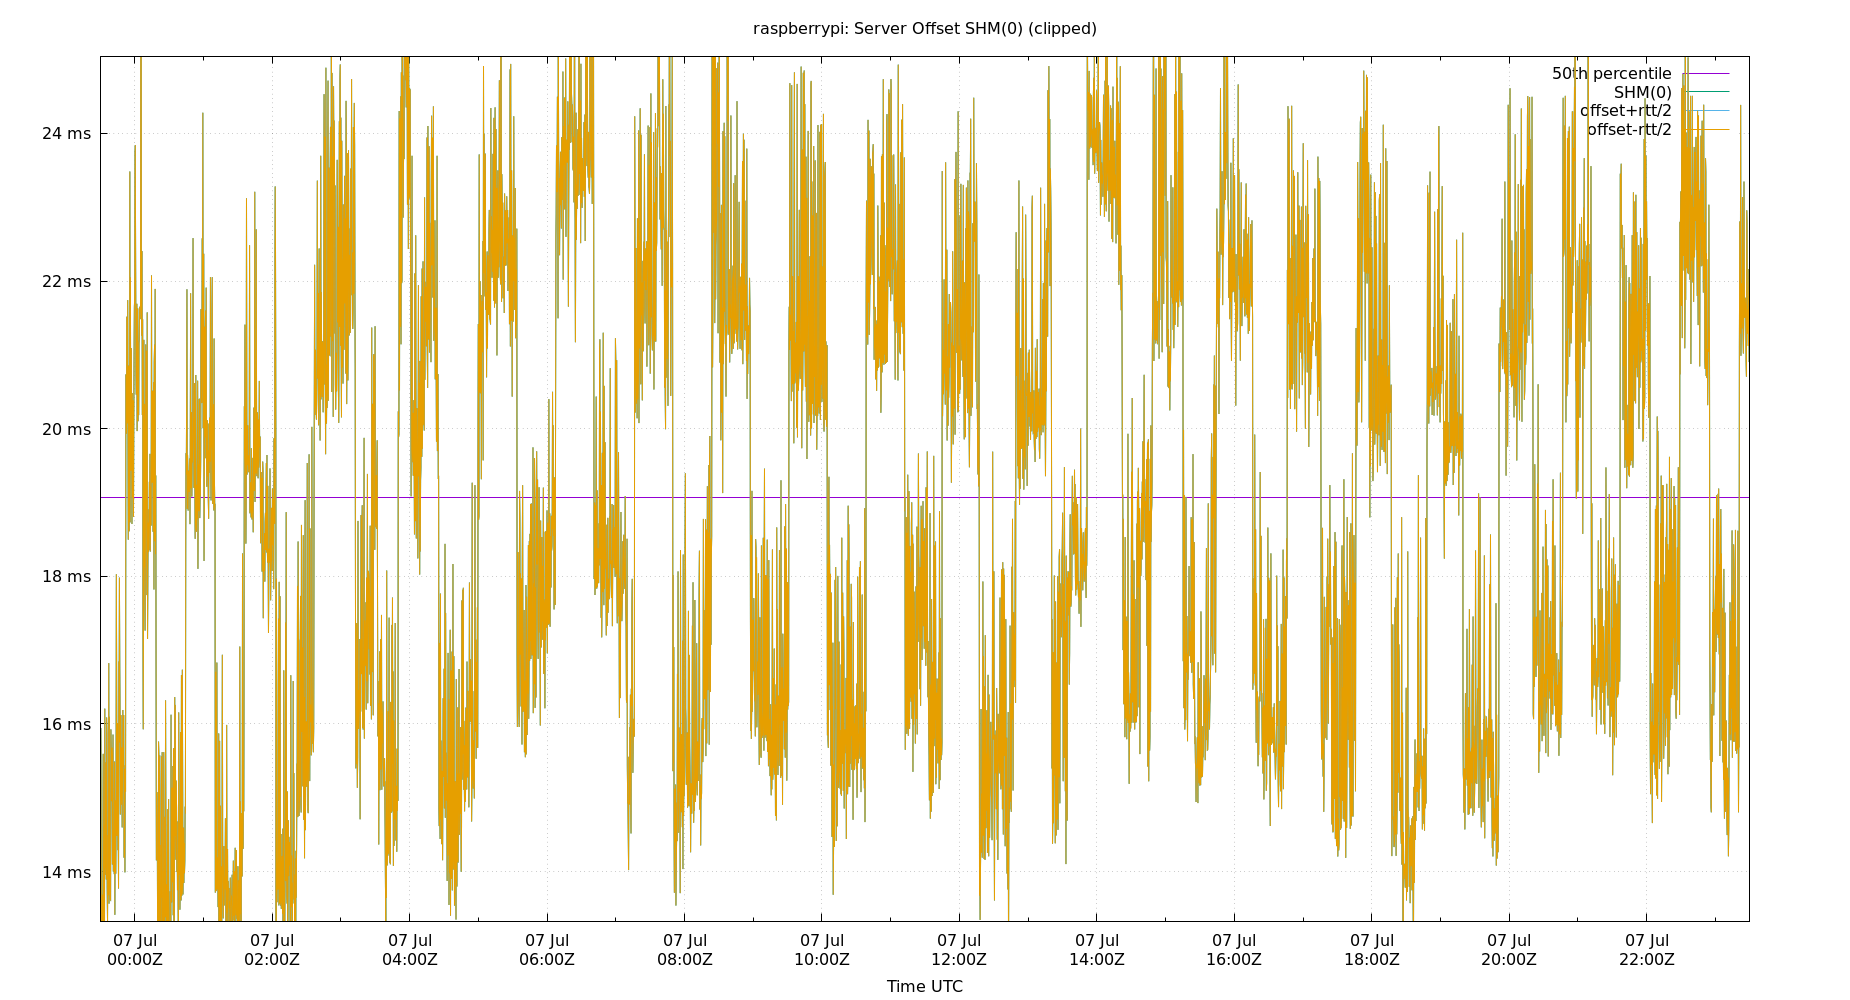 raspberrypi: Server Offset SHM(0) (clipped)
50th percentile
SHM(0)
offset+rtt/2
offset-rtt/2
24 ms
22 ms
20 ms
18 ms
16 ms
14 ms
07 Jul 07 Jul 07 Jul 07 Jul 07 Jul 07 Jul 07 Jul 07 Jul 07 Jul 07 Jul 07 Jul 07 Jul
00:00Z 02:00Z 04:00Z 06:00Z 08:00Z 10:00Z 12:00Z 14:00Z 16:00Z 18:00Z 20:00Z 22:00Z
Time UTC